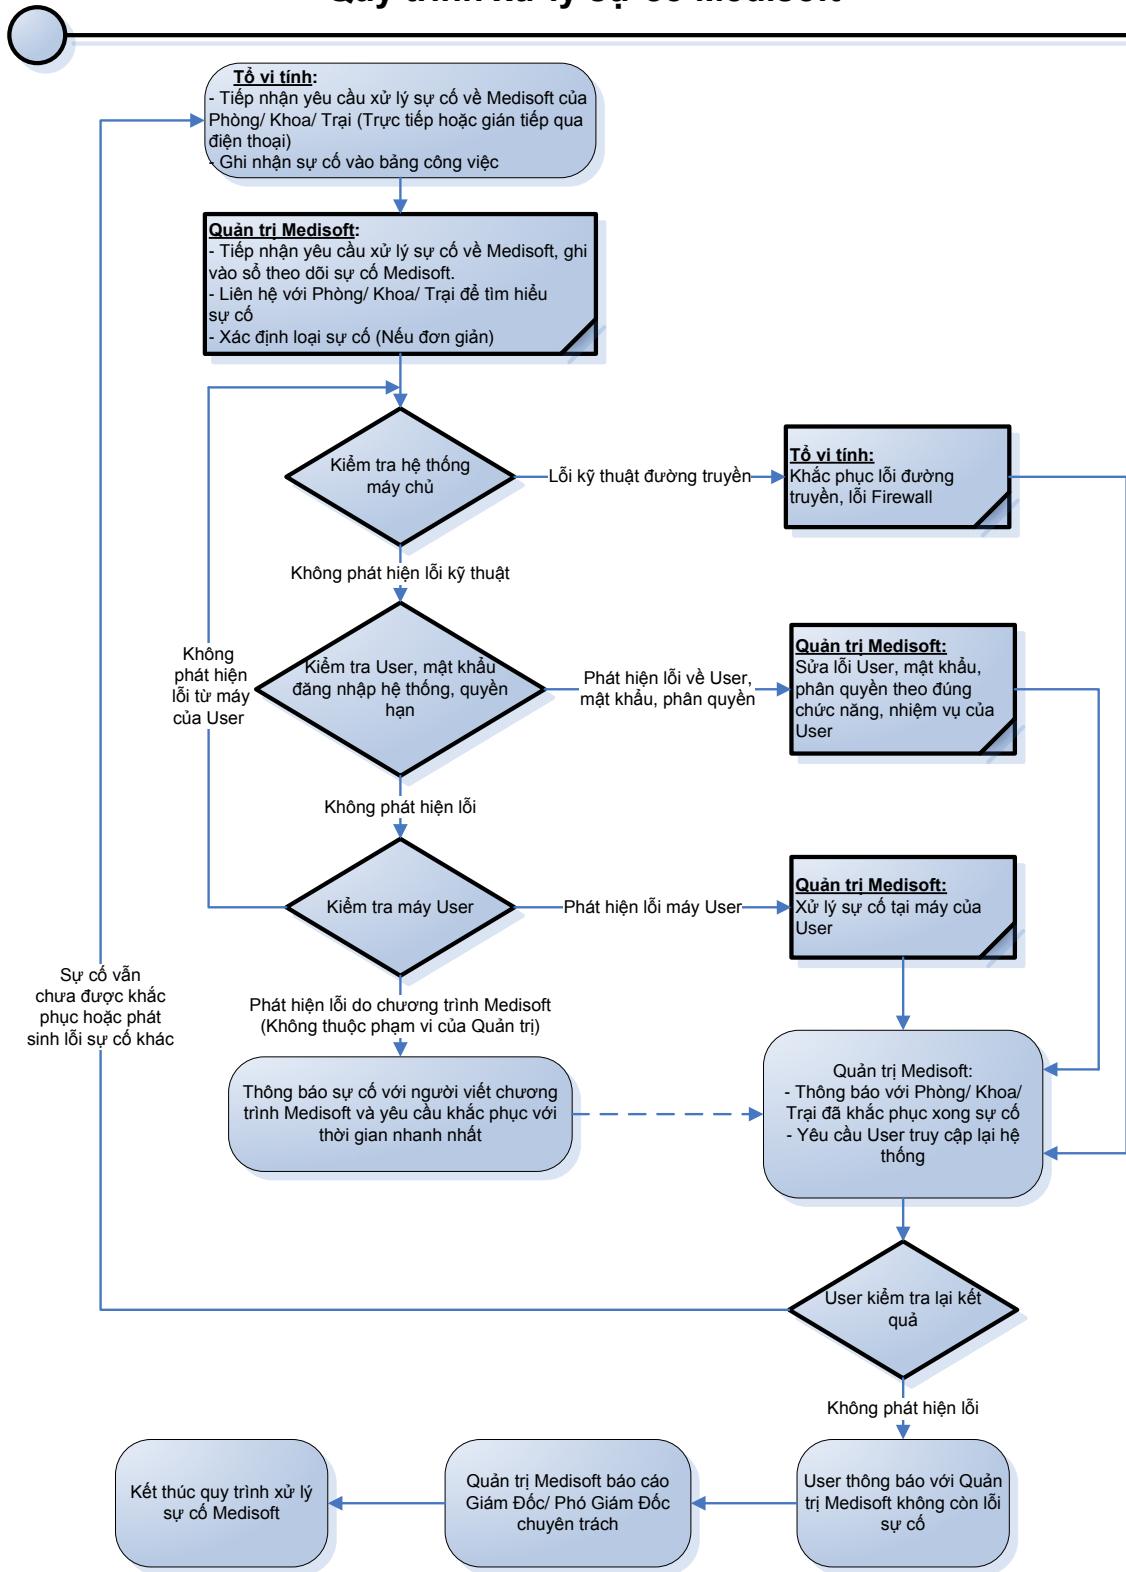 Quy trình xử lý sự cố Medisoft
Tổ vi tính:
- Tiếp nhận yêu cầu xử lý sự cố về Medisoft của
Phòng/ Khoa/ Trại (Trực tiếp hoặc gián tiếp qua
điện thoại)
- Ghi nhận sự cố vào bảng công việc
Quản trị Medisoft:
- Tiếp nhận yêu cầu xử lý sự cố về Medisoft, ghi
vào sổ theo dõi sự cố Medisoft.
- Liên hệ với Phòng/ Khoa/ Trại để tìm hiểu
sự cố
- Xác định loại sự cố (Nếu đơn giản)
Kiểm tra hệ thống
máy chủ
Lỗi kỹ thuật đường truyền
Tổ vi tính:
Khắc phục lỗi đường
truyền, lỗi Firewall
Không phát hiện lỗi kỹ thuật
Không
phát hiện
lỗi từ máy
của User
Kiểm tra User, mật khẩu
đăng nhập hệ thống, quyền
hạn
Phát hiện lỗi về User,
mật khẩu, phân quyền
Quản trị Medisoft:
Sửa lỗi User, mật khẩu,
phân quyền theo đúng
chức năng, nhiệm vụ của
User
Không phát hiện lỗi
Kiểm tra máy User
Phát hiện lỗi máy User
Quản trị Medisoft:
Xử lý sự cố tại máy của
User
Sự cố vẫn
chưa được khắc
phục hoặc phát
sinh lỗi sự cố khác
Phát hiện lỗi do chương trình Medisoft
(Không thuộc phạm vi của Quản trị)
Thông báo sự cố với người viết chương
trình Medisoft và yêu cầu khắc phục với
thời gian nhanh nhất
Quản trị Medisoft:
- Thông báo với Phòng/ Khoa/
Trại đã khắc phục xong sự cố
- Yêu cầu User truy cập lại hệ
thống
User kiểm tra lại kết
quả
Không phát hiện lỗi
Kết thúc quy trình xử lý
sự cố Medisoft
Quản trị Medisoft báo cáo
Giám Đốc/ Phó Giám Đốc
chuyên trách
User thông báo với Quản
trị Medisoft không còn lỗi
sự cố